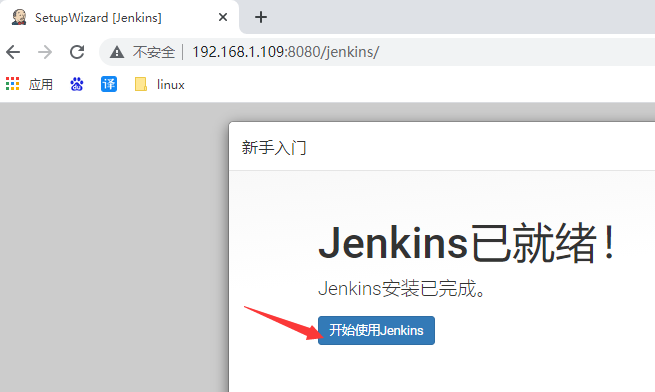 SetupWizard [Jenkins]
不安全 192.168.1.109:8080/jenkins/
应用 译 linux
新手入门
Jenkins已就绪！
Jenkins安装已完成。
开始使用Jenkins